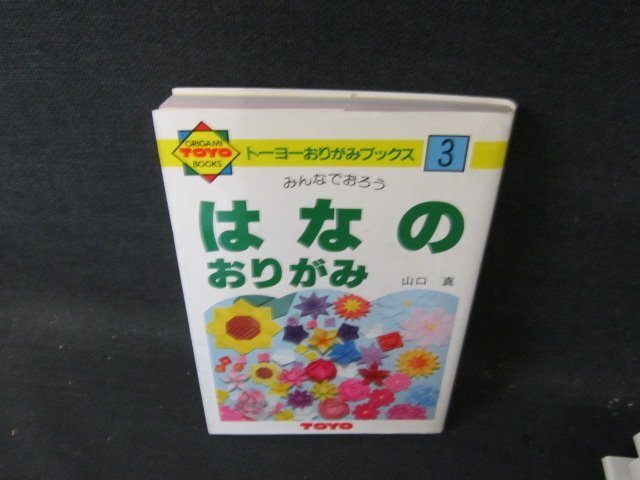 ORIGAMI
TOYO
BOOKS
トーヨーおりがみブックス
3
みんなでおろう
はなの
おりがみ
山口 真
TOYO